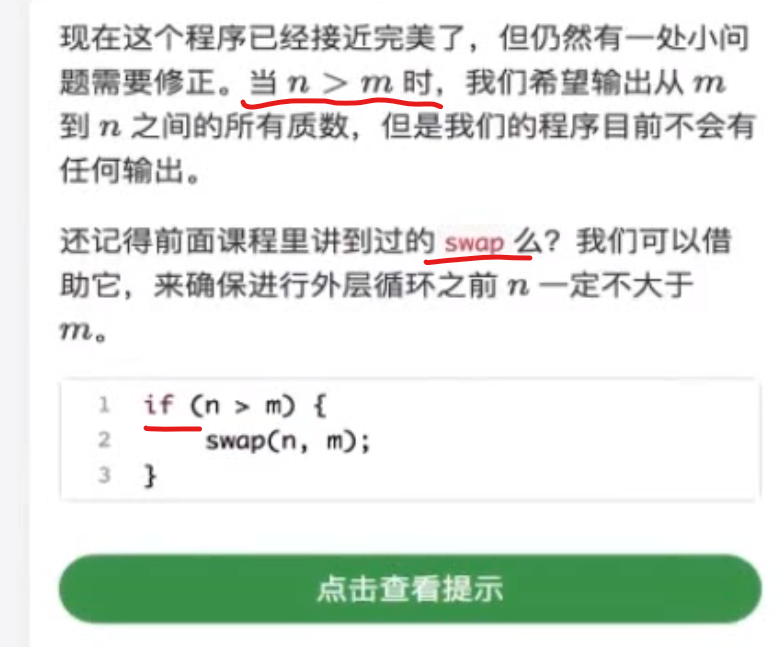 现在这个程序已经接近完美了，但仍然有一处小问
题需要修正。当 n > m 时，我们希望输出从 m
到 n 之间的所有质数，但是我们的程序目前不会有
任何输出。
还记得前面课程里讲到过的 swap 么？我们可以借
助它，来确保进行外层循环之前 n 一定不大于
m。
1 if (n > m) {
2 swap(n, m);
3 }
点击查看提示